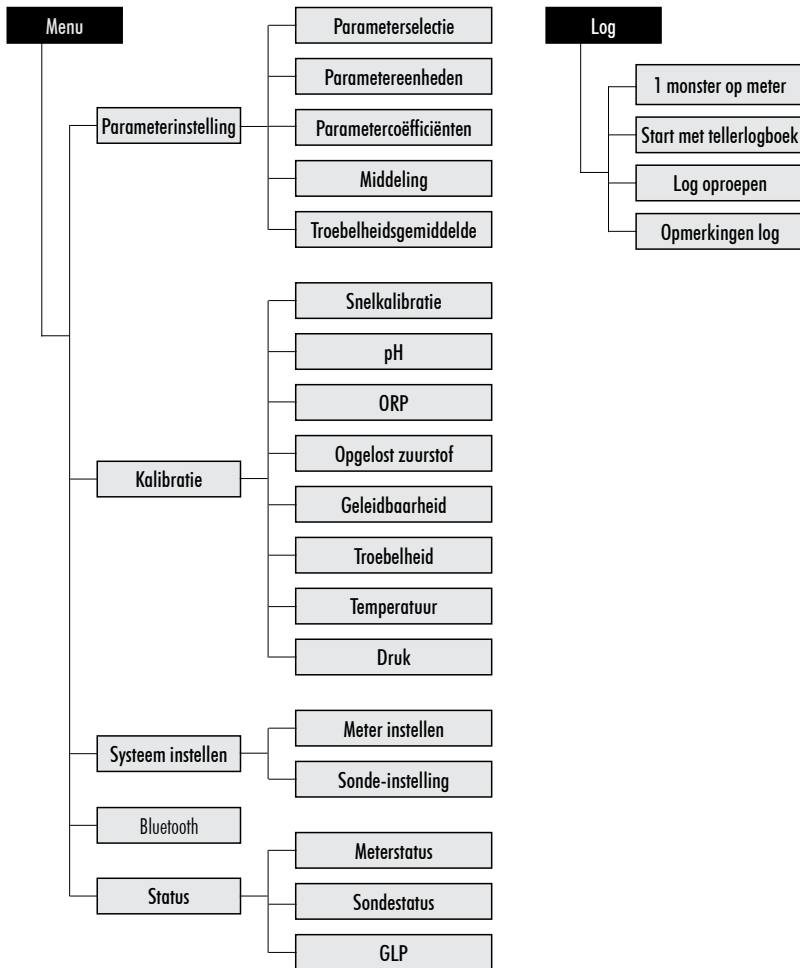 Menu
Parameterinstelling
Parameterselectie
Parametereenheden
Parametercoëfficiënten
Middeling
Troebelheidsgemiddelde
Kalibratie
Snelkalibratie
pH
ORP
Opgelost zuurstof
Geleidbaarheid
Troebelheid
Temperatuur
Druk
Systeem instellen
Meter instellen
Sonde-instelling
Bluetooth
Status
Meterstatus
Sondestatus
GLP
Log
1 monster op meter
Start met tellerlogboek
Log oproepen
Opmerkingen log